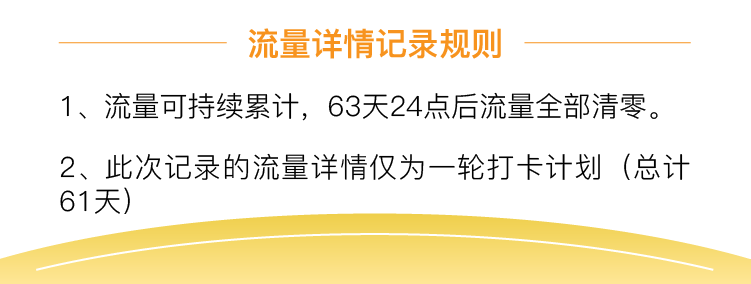 流量详情记录规则
1、流量可持续累计，63天24点后流量全部清零。
2、此次记录的流量详情仅为一轮打卡计划（总计
61天）